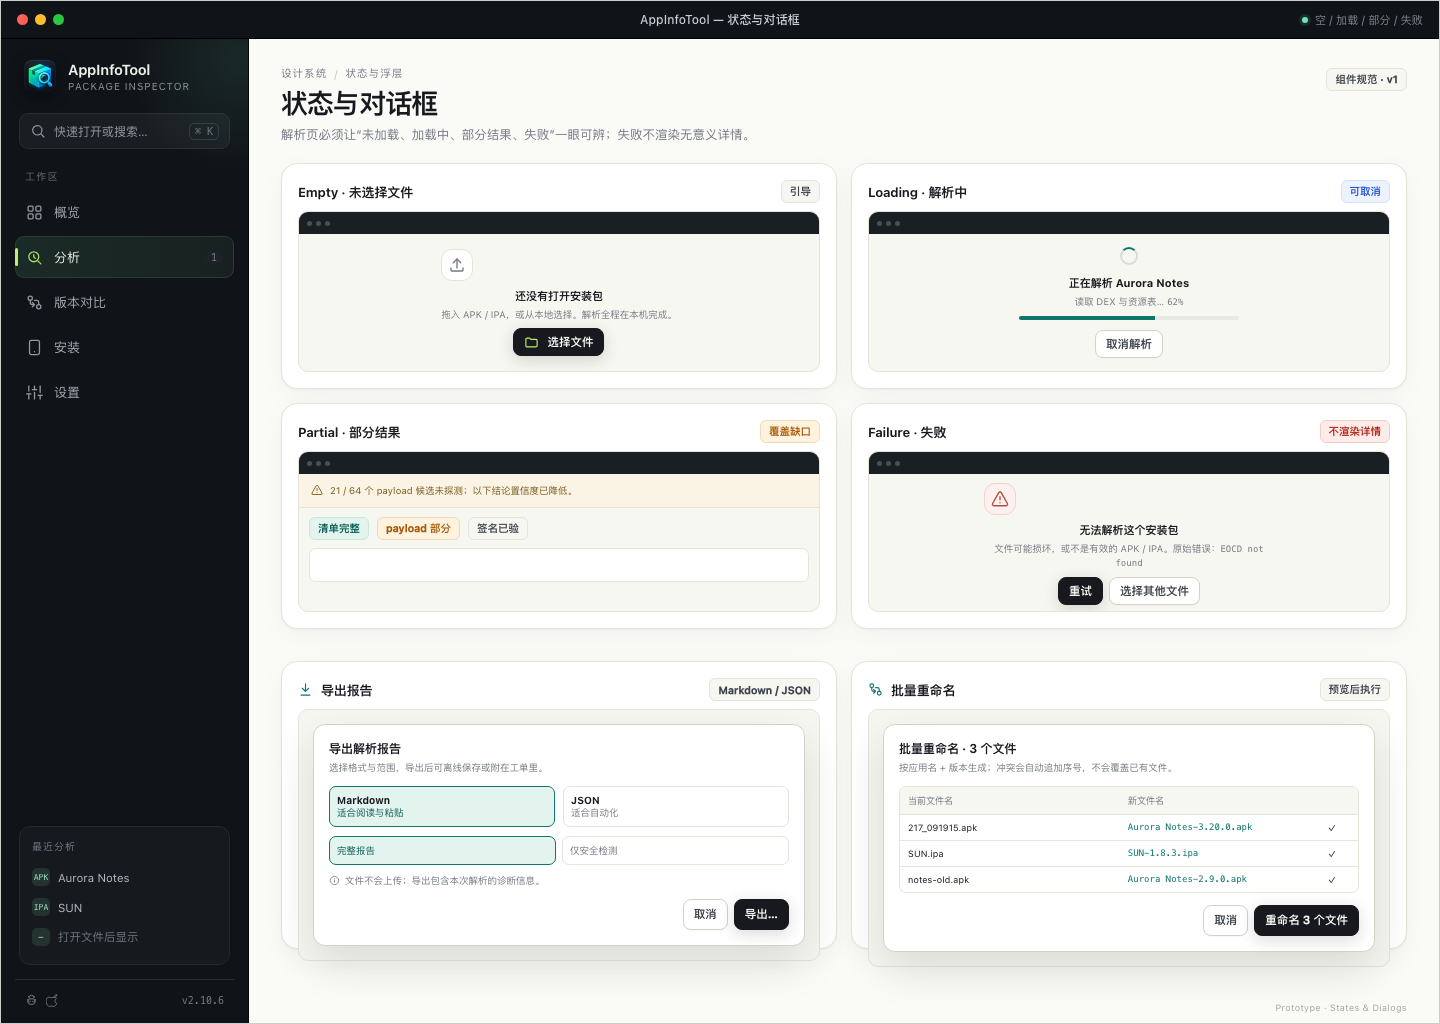 AppInfoTool — 状态与对话框
空 / 加载 / 部分 / 失败
AppInfoTool
PACKAGE INSPECTOR
快速打开或搜索...
⌘ K
工作区
概览
分析
1
版本对比
安装
设置
最近分析
APK
Aurora Notes
IPA
SUN
–
打开文件后显示
v2.10.6
设计系统 / 状态与浮层
状态与对话框
解析页必须让“未加载、加载中、部分结果、失败”一眼可辨；失败不渲染无意义详情。
组件规范 · v1
Empty · 未选择文件
引导
还没有打开安装包
拖入 APK / IPA，或从本地选择。解析全程在本机完成。
选择文件
Loading · 解析中
可取消
正在解析 Aurora Notes
读取 DEX 与资源表… 62%
取消解析
Partial · 部分结果
覆盖缺口
21 / 64 个 payload 候选未探测；以下结论置信度已降低。
清单完整
payload 部分
签名已验
Failure · 失败
不渲染详情
无法解析这个安装包
文件可能损坏，或不是有效的 APK / IPA。原始错误：EOCD not
found
重试
选择其他文件
导出报告
Markdown / JSON
导出解析报告
选择格式与范围，导出后可离线保存或附在工单里。
Markdown
适合阅读与粘贴
JSON
适合自动化
完整报告
仅安全检测
文件不会上传；导出包含本次解析的诊断信息。
取消
导出...
批量重命名
预览后执行
批量重命名 · 3 个文件
按应用名 + 版本生成；冲突会自动追加序号，不会覆盖已有文件。
当前文件名
新文件名
217_091915.apk
Aurora Notes-3.20.0.apk
✓
SUN.ipa
SUN-1.8.3.ipa
✓
notes-old.apk
Aurora Notes-2.9.0.apk
✓
取消
重命名 3 个文件
Prototype · States & Dialogs